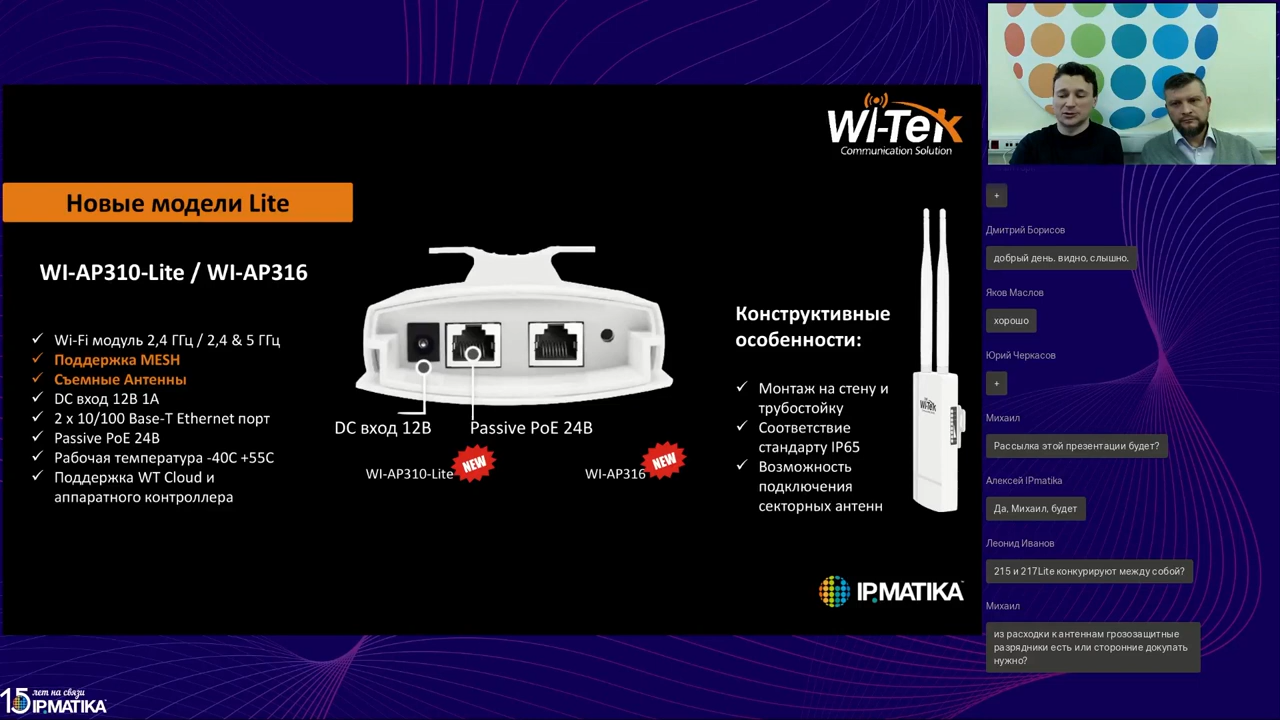 Wi-Tek
Communication Solution
Новые модели Lite
WI-AP310-Lite / WI-AP316
Wi-Fi модуль 2,4 ГГц / 2,4 & 5 ГГц
Поддержка MESH
Съемные Антенны
DC вход 12В 1А
2 x 10/100 Base-T Ethernet порт
Passive PoE 24В
Рабочая температура -40С +55С
Поддержка WT Cloud и
аппаратного контроллера
DC вход 12В
Passive PoE 24В
WI-AP310-Lite
NEW
WI-AP316
NEW
Конструктивные
особенности:
Монтаж на стену и
трубостойку
Соответствие
стандарту IP65
Возможность
подключения
секторных антенн
Wi-Tek
IPMATIKA
15 лет на связи
IPMATIKA
+
Дмитрий Борисов
добрый день. видно, слышно.
Яков Маслов
хорошо
Юрий Черкасов
+
Михаил
Рассылка этой презентации будет?
Алексей IPmatika
Да, Михаил, будет
Леонид Иванов
215 и 217Lite конкурируют между собой?
Михаил
из расходки к антеннам грозозащитные
разрядники есть или сторонние докупать
нужно?